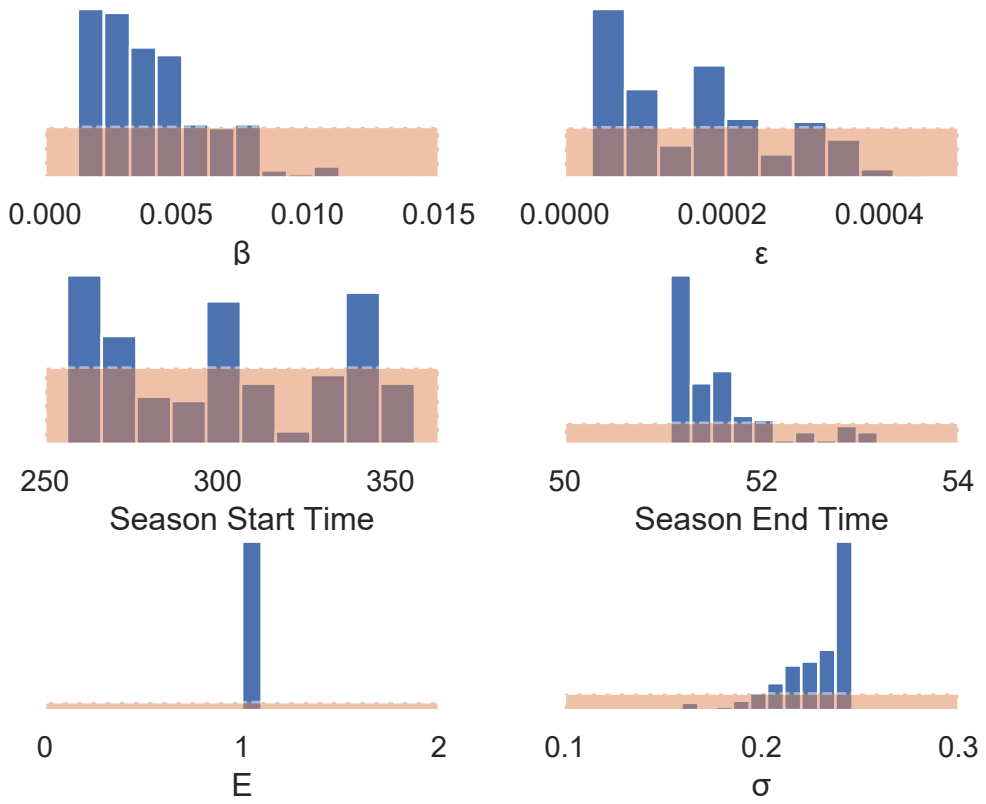 0.000 0.005 0.010 0.015
β
0.0000 0.0002 0.0004
ε
250 300 350
Season Start Time
50 52 54
Season End Time
0 1 2
E
0.1 0.2 0.3
σ